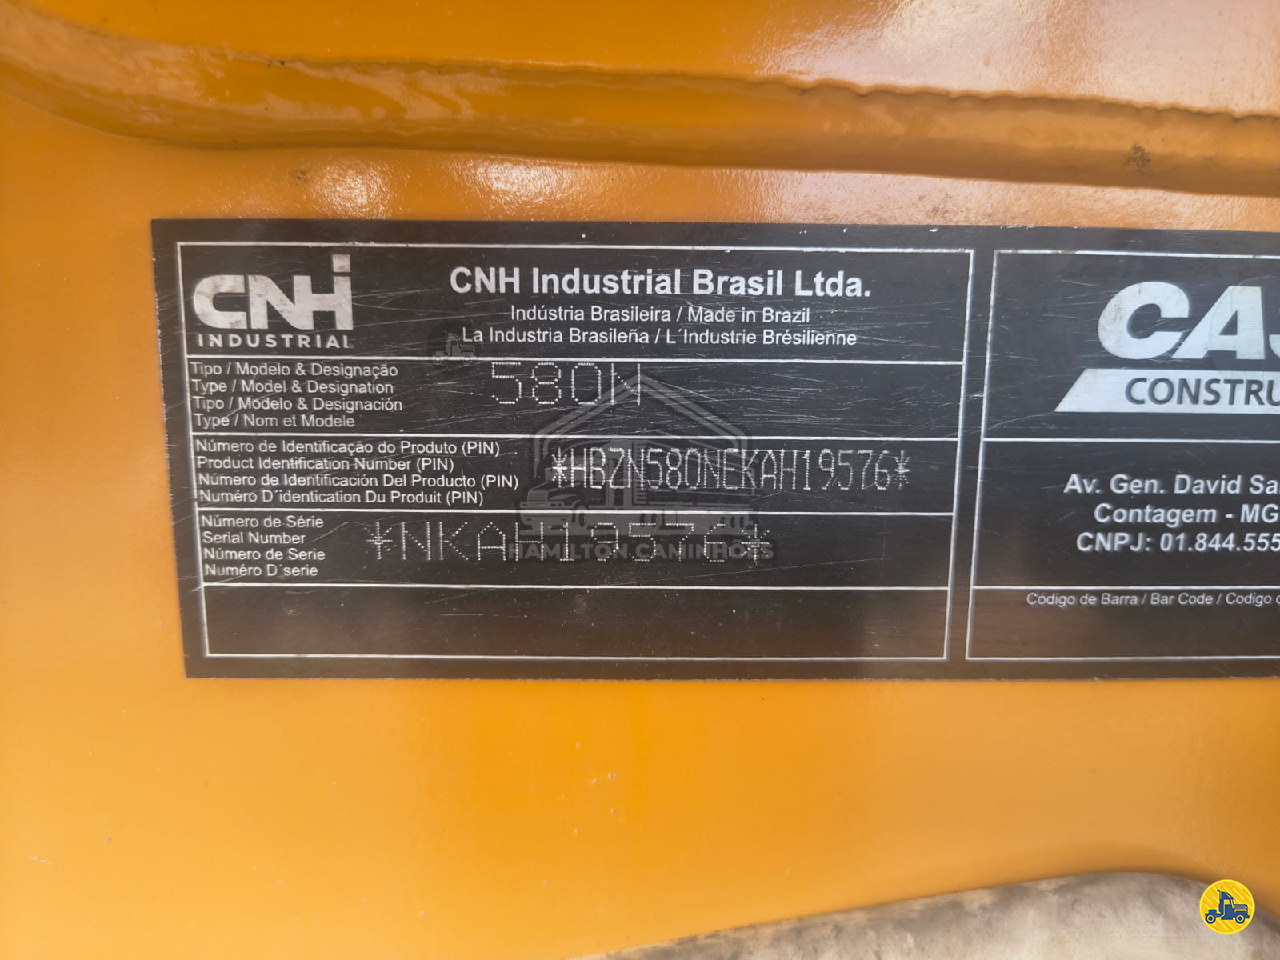 CNH
INDUSTRIAL
CNH Industrial Brasil Ltda.
Indústria Brasileira / Made in Brazil
La Industria Brasileña / L´Industrie Brésilienne
Tipo / Modelo & Designação
Type / Model & Designation
Tipo / Modelo & Designación
Type / Nom et Modele
580N
Número de Identificação do Produto (PIN)
Product Identification Number (PIN)
Número de Identificación Del Producto (PIN)
Numéro D´identication Du Produit (PIN)
*HBZN580NEKAH19576*
Número de Série
Serial Number
Número de Serie
Numéro D´serie
*NKAH19576*
HAMILTON CAMINHÕES
CAS
CONSTRU
Av. Gen. David Sa
Contagem - MG
CNPJ: 01.844.555
Código de Barra / Bar Code / Codigo